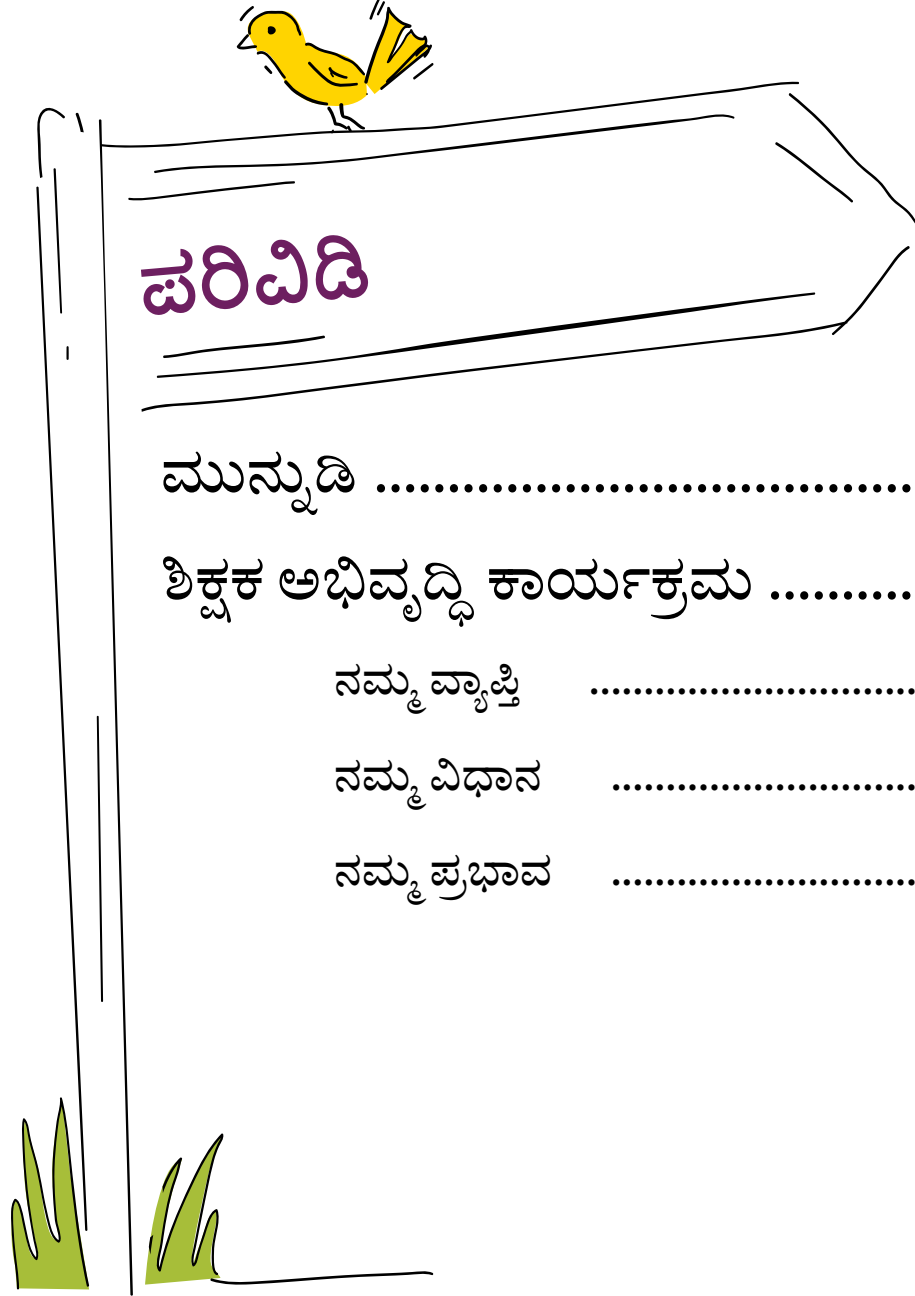 ಪರಿವಿಡಿ
ಮುನ್ನುಡಿ .....................................
ಶಿಕ್ಷಕ ಅಭಿವೃದ್ಧಿ ಕಾರ್ಯಕ್ರಮ ..........
ನಮ್ಮ ವ್ಯಾಪ್ತಿ ..............................
ನಮ್ಮ ವಿಧಾನ ............................
ನಮ್ಮ ಪ್ರಭಾವ ............................